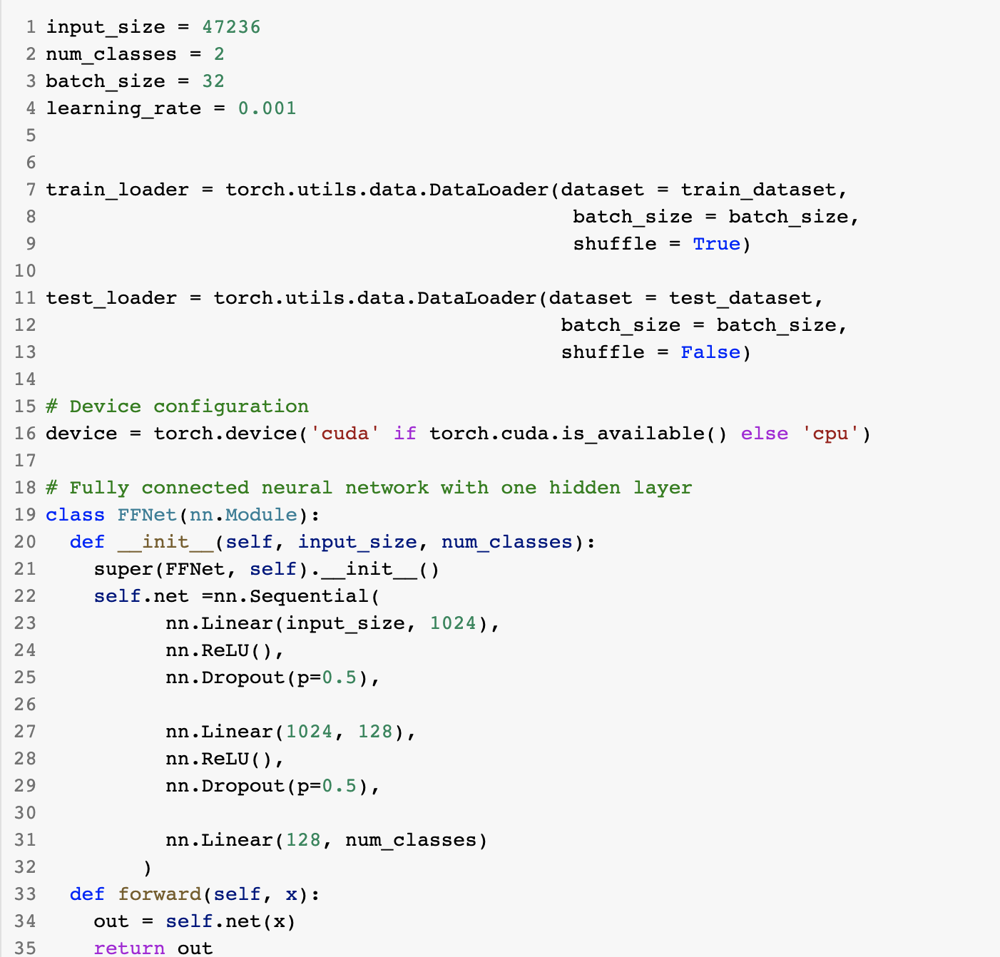 1 input_size = 47236
2 num_classes = 2
3 batch_size = 32
4 learning_rate = 0.001
5
6
7 train_loader = torch.utils.data.DataLoader(dataset = train_dataset,
8                                            batch_size = batch_size,
9                                            shuffle = True)
10
11 test_loader = torch.utils.data.DataLoader(dataset = test_dataset,
12                                           batch_size = batch_size,
13                                           shuffle = False)
14
15 # Device configuration
16 device = torch.device('cuda' if torch.cuda.is_available() else 'cpu')
17
18 # Fully connected neural network with one hidden layer
19 class FFNet(nn.Module):
20   def __init__(self, input_size, num_classes):
21     super(FFNet, self).__init__()
22     self.net =nn.Sequential(
23           nn.Linear(input_size, 1024),
24           nn.ReLU(),
25           nn.Dropout(p=0.5),
26
27           nn.Linear(1024, 128),
28           nn.ReLU(),
29           nn.Dropout(p=0.5),
30
31           nn.Linear(128, num_classes)
32         )
33   def forward(self, x):
34     out = self.net(x)
35     return out